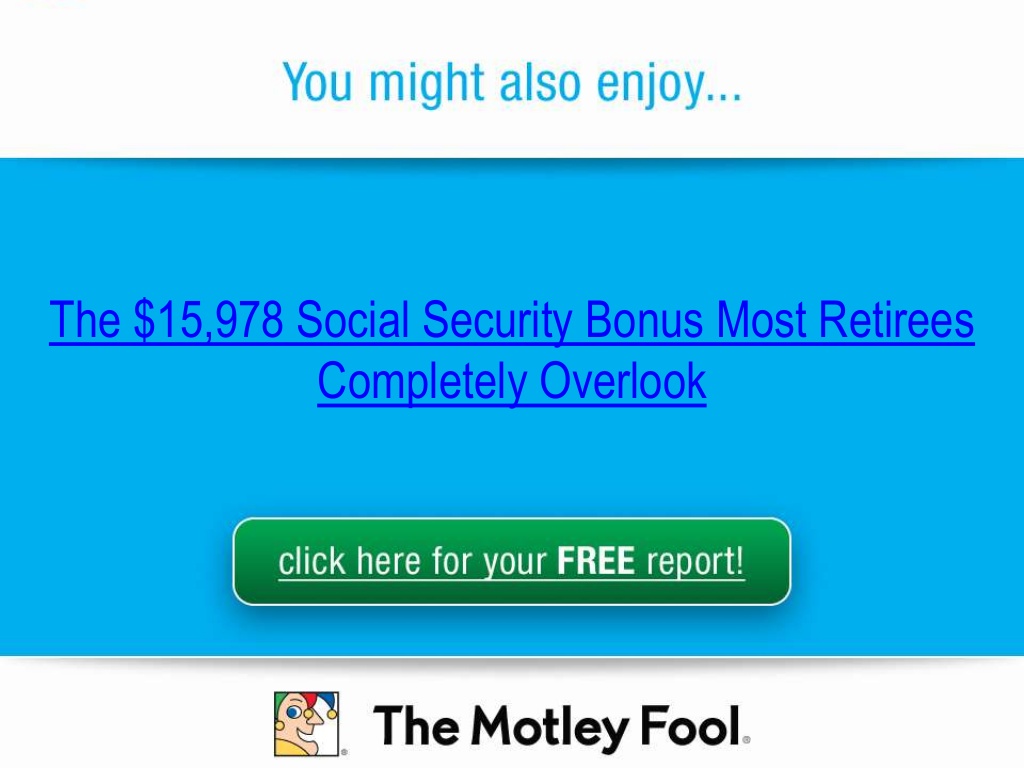 You might also enjoy...
The $15,978 Social Security Bonus Most Retirees
Completely Overlook
click here for your FREE report!
The Motley Fool®